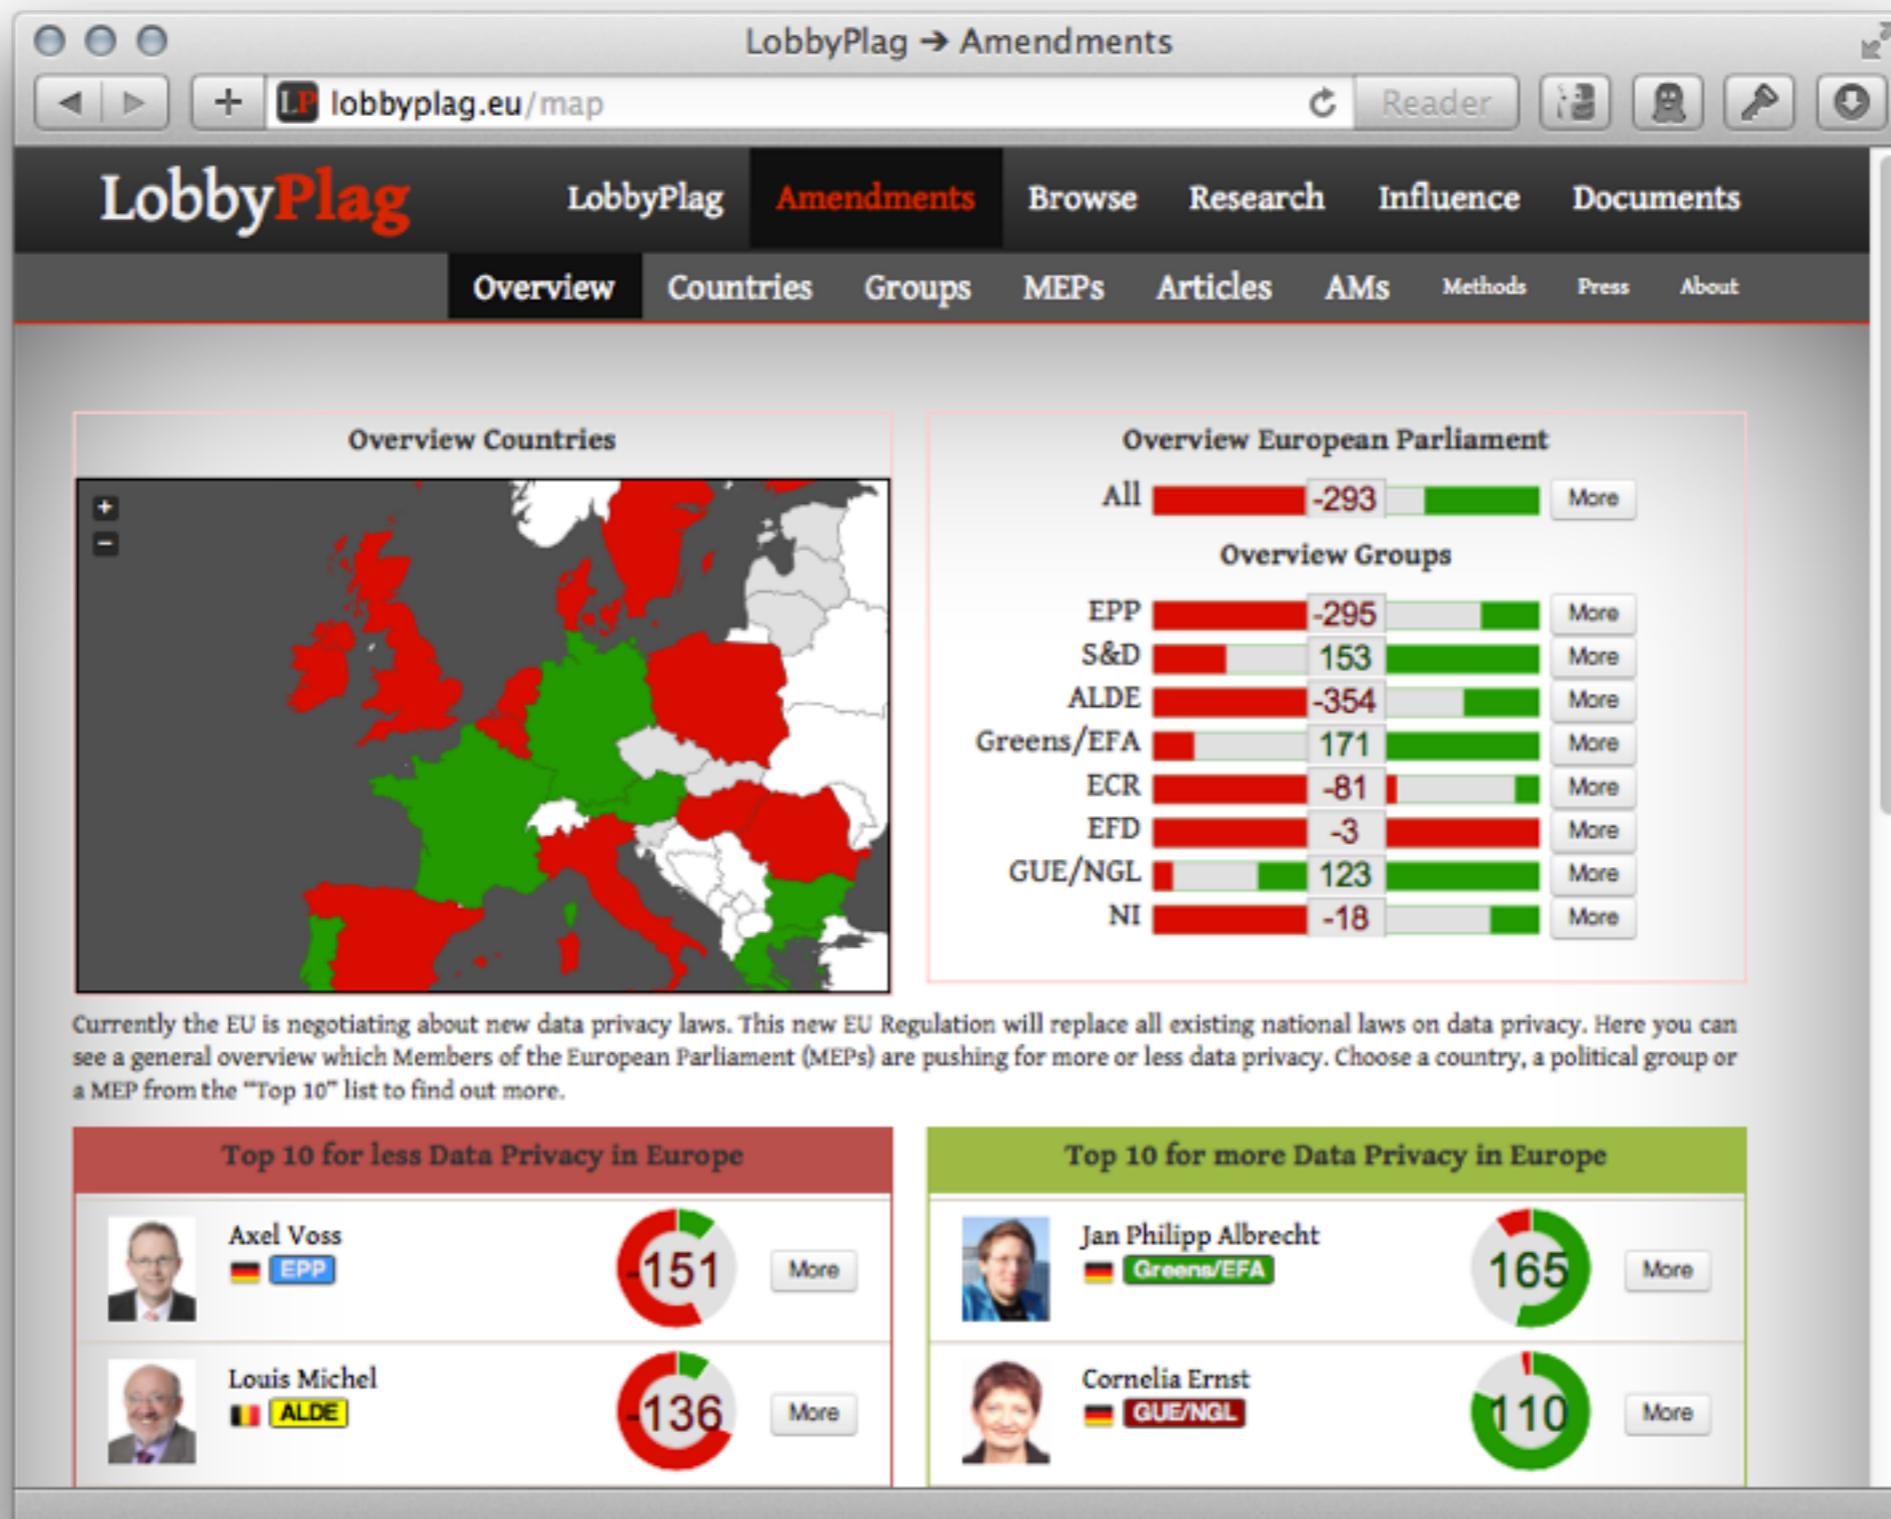 LobbyPlag ➔ Amendments
lobbyplag.eu/map
Reader
LobbyPlag
LobbyPlag Amendments Browse Research Influence Documents
Overview Countries Groups MEPs Articles AMs Methods Press About
Overview Countries
+
−
Overview European Parliament
All -293 More
Overview Groups
EPP -295 More
S&D 153 More
ALDE -354 More
Greens/EFA 171 More
ECR -81 More
EFD -3 More
GUE/NGL 123 More
NI -18 More
Currently the EU is negotiating about new data privacy laws. This new EU Regulation will replace all existing national laws on data privacy. Here you can
see a general overview which Members of the European Parliament (MEPs) are pushing for more or less data privacy. Choose a country, a political group or
a MEP from the “Top 10” list to find out more.
Top 10 for less Data Privacy in Europe
Axel Voss
EPP
-151
More
Louis Michel
ALDE
-136
More
Top 10 for more Data Privacy in Europe
Jan Philipp Albrecht
Greens/EFA
165
More
Cornelia Ernst
GUE/NGL
110
More